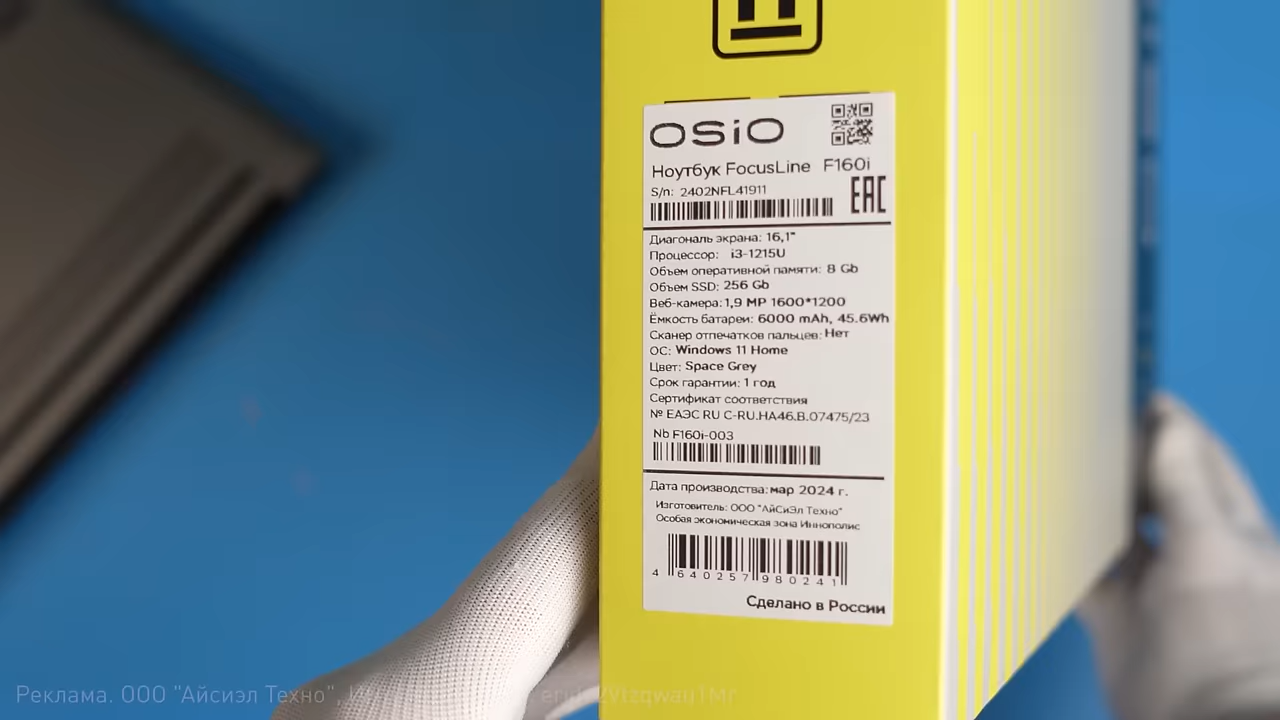 OSiO
Ноутбук FocusLine F160i
S/n: 2402NFL41911
EAC
Диагональ экрана: 16,1"
Процессор: i3-1215U
Объем оперативной памяти: 8 Gb
Объем SSD: 256 Gb
Веб-камера: 1,9 MP 1600*1200
Ёмкость батареи: 6000 mAh, 45.6Wh
Сканер отпечатков пальцев: Нет
ОС: Windows 11 Home
Цвет: Space Grey
Срок гарантии: 1 год
Сертификат соответствия
№ ЕАЭС RU С-RU.НА46.В.07475/23
Nb F160i-003
Дата производства: мар 2024 г.
Изготовитель: ООО "АйСиЭл Техно"
Особая экономическая зона Иннополис
4 640257 980241
Сделано в России
Реклама. ООО "Айсиэл Техно".